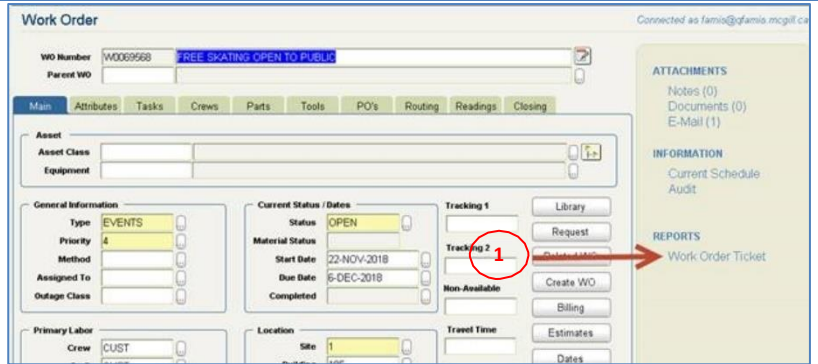 Work Order
Connected as famis@qfamis.mcgill.ca
WO Number W0069568 FREE SKATING OPEN TO PUBLIC
Parent WO
Main Attributes Tasks Crews Parts Tools PO's Routing Readings Closing
Asset
Asset Class
Equipment
General Information
Type EVENTS
Priority 4
Method
Assigned To
Outage Class
Current Status / Dates
Status OPEN
Material Status
Start Date 22-NOV-2018
Due Date 6-DEC-2018
Completed
Tracking 1
Tracking 2
Non-Available
Travel Time
Library
Request
Create WO
Billing
Estimates
Dates
1
Primary Labor
Crew CUST
Location
Site 1
ATTACHMENTS
Notes (0)
Documents (0)
E-Mail (1)
INFORMATION
Current Schedule
Audit
REPORTS
Work Order Ticket